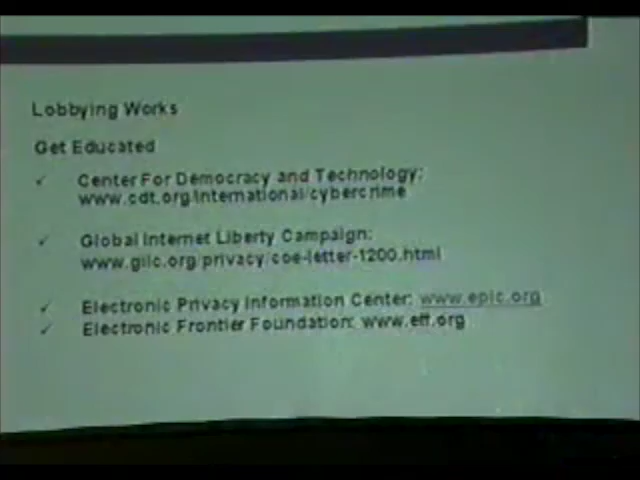 Lobbying Works
Get Educated
✓ Center For Democracy and Technology:
www.cdt.org/international/cybercrime
✓ Global Internet Liberty Campaign:
www.gilc.org/privacy/coe-letter-1200.html
✓ Electronic Privacy Information Center: www.epic.org
✓ Electronic Frontier Foundation: www.eff.org